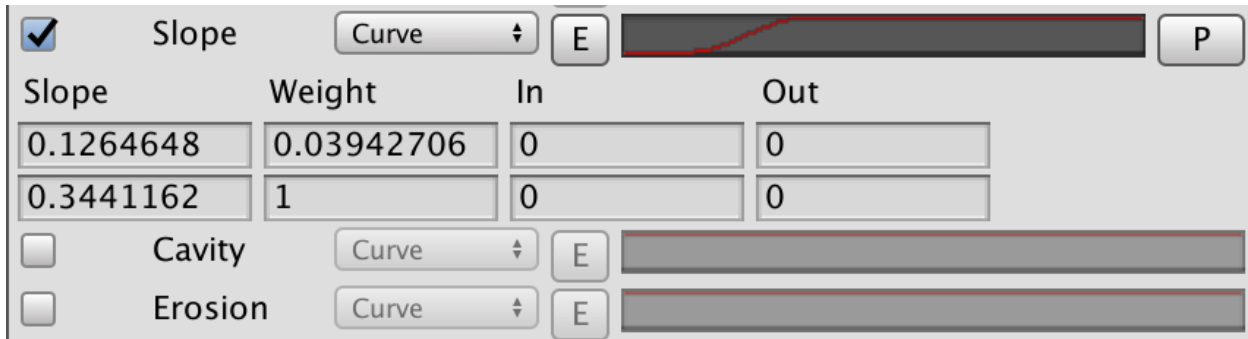 Slope Curve E P
Slope Weight In Out
0.1264648 0.03942706 0 0
0.3441162 1 0 0
Cavity Curve E
Erosion Curve E